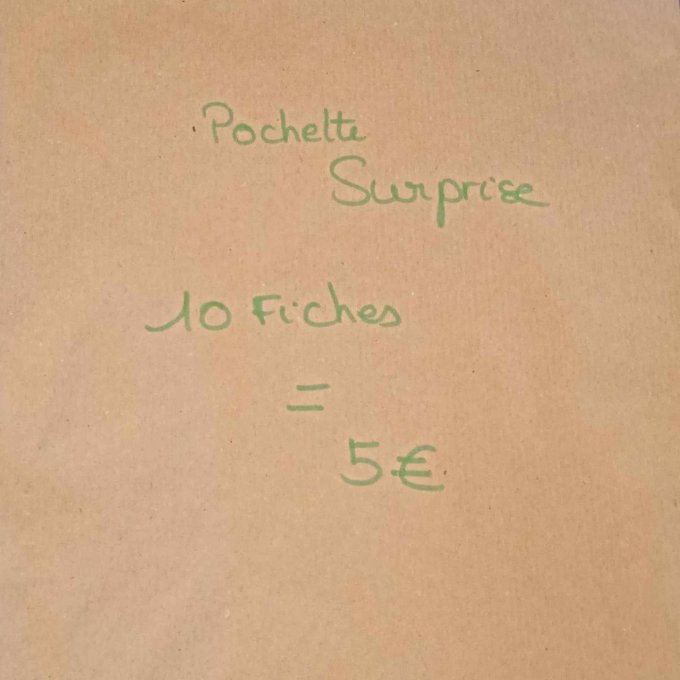 Pochette
Surprise
10 Fiches
=
5€